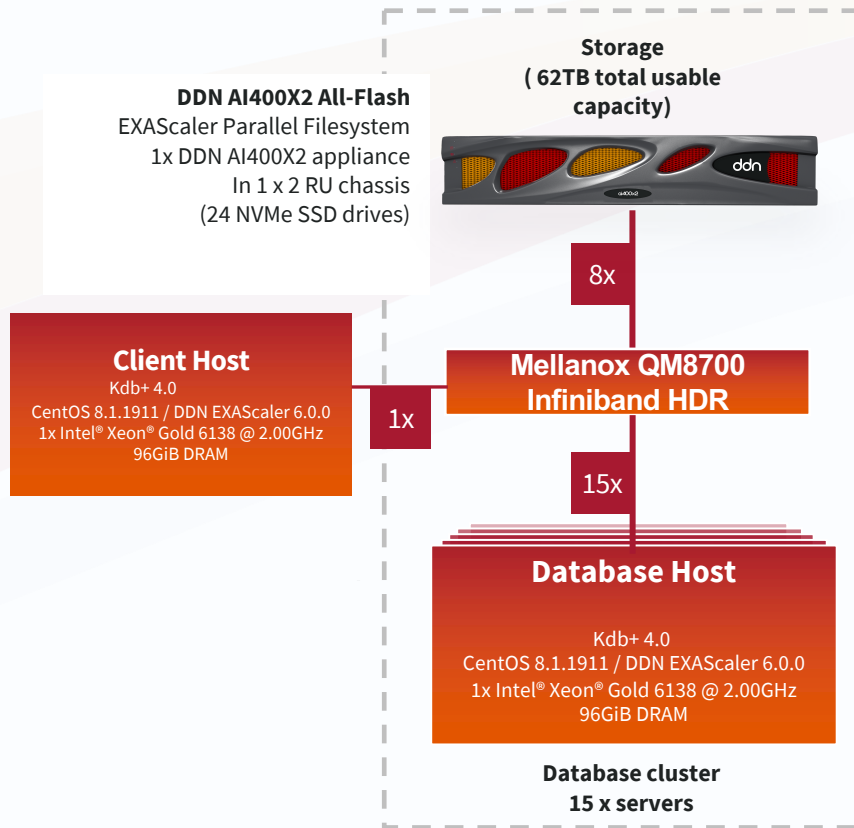 Storage
( 62TB total usable
capacity)
DDN AI400X2 All-Flash
EXAScaler Parallel Filesystem
1x DDN AI400X2 appliance
In 1 x 2 RU chassis
(24 NVMe SSD drives)
ddn
ai400x2
8x
Client Host
Kdb+ 4.0
CentOS 8.1.1911 / DDN EXAScaler 6.0.0
1x Intel® Xeon® Gold 6138 @ 2.00GHz
96GiB DRAM
1x
Mellanox QM8700
Infiniband HDR
15x
Database Host
Kdb+ 4.0
CentOS 8.1.1911 / DDN EXAScaler 6.0.0
1x Intel® Xeon® Gold 6138 @ 2.00GHz
96GiB DRAM
Database cluster
15 x servers